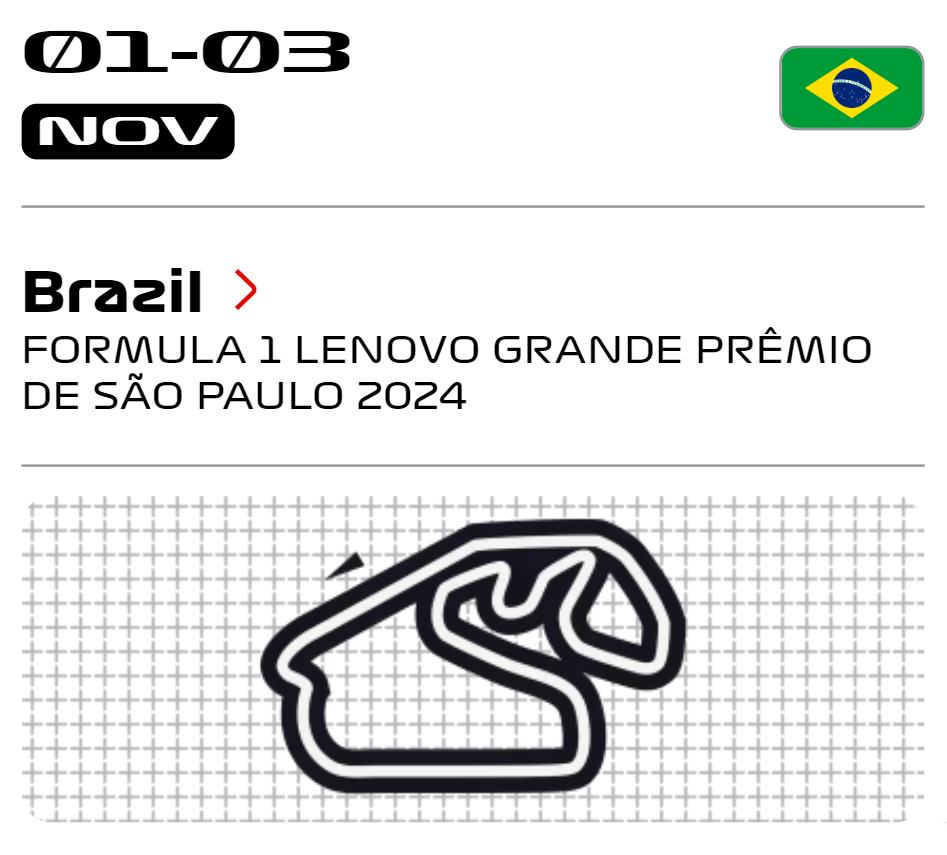 01-03
NOV
Brazil
FORMULA 1 LENOVO GRANDE PRÊMIO
DE SÃO PAULO 2024